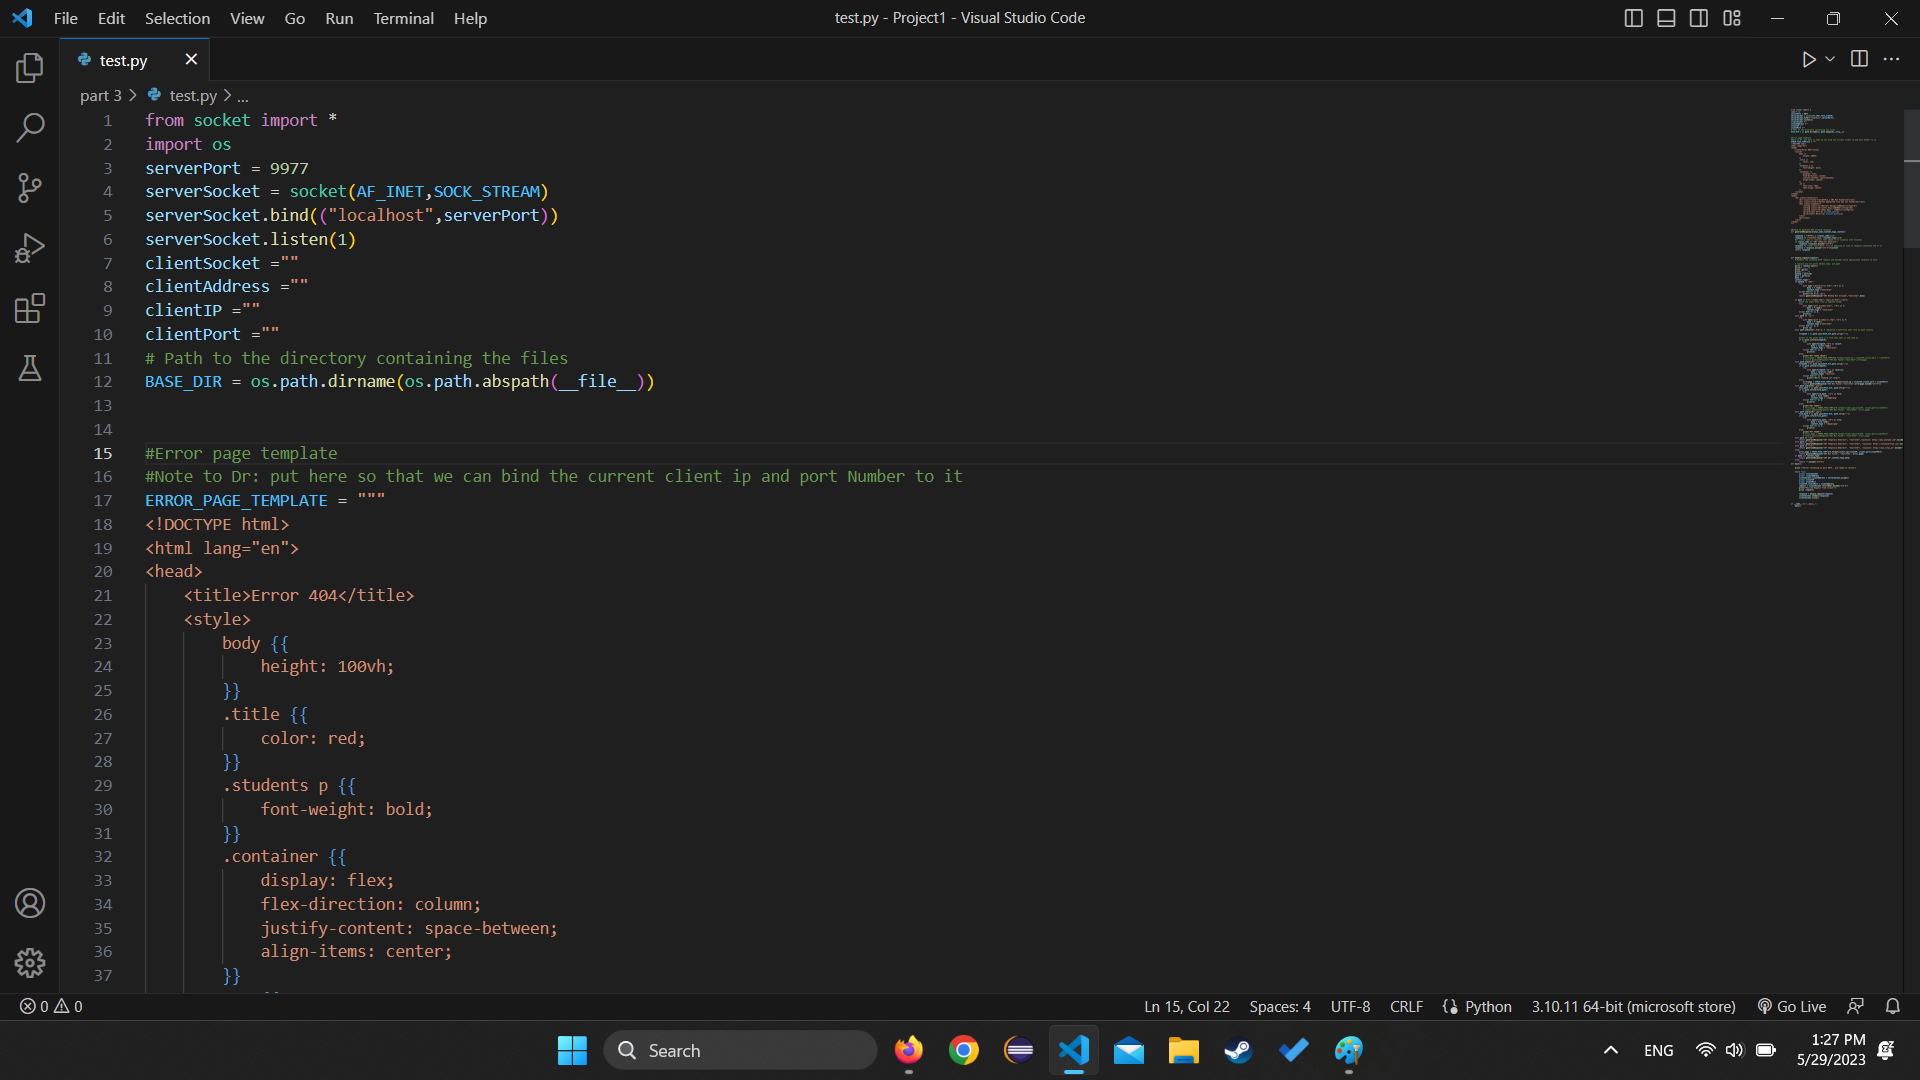 File Edit Selection View Go Run Terminal Help
test.py - Project1 - Visual Studio Code
test.py
part 3 > test.py > ...
1 from socket import *
2 import os
3 serverPort = 9977
4 serverSocket = socket(AF_INET,SOCK_STREAM)
5 serverSocket.bind(("localhost",serverPort))
6 serverSocket.listen(1)
7 clientSocket =""
8 clientAddress =""
9 clientIP =""
10 clientPort =""
11 # Path to the directory containing the files
12 BASE_DIR = os.path.dirname(os.path.abspath(__file__))
13
14
15 #Error page template
16 #Note to Dr: put here so that we can bind the current client ip and port Number to it
17 ERROR_PAGE_TEMPLATE = """
18 <!DOCTYPE html>
19 <html lang="en">
20 <head>
21     <title>Error 404</title>
22     <style>
23         body {{
24             height: 100vh;
25         }}
26         .title {{
27             color: red;
28         }}
29         .students p {{
30             font-weight: bold;
31         }}
32         .container {{
33             display: flex;
34             flex-direction: column;
35             justify-content: space-between;
36             align-items: center;
37         }}
0 0
Ln 15, Col 22 Spaces: 4 UTF-8 CRLF Python 3.10.11 64-bit (microsoft store) Go Live
Search
ENG
1:27 PM
5/29/2023